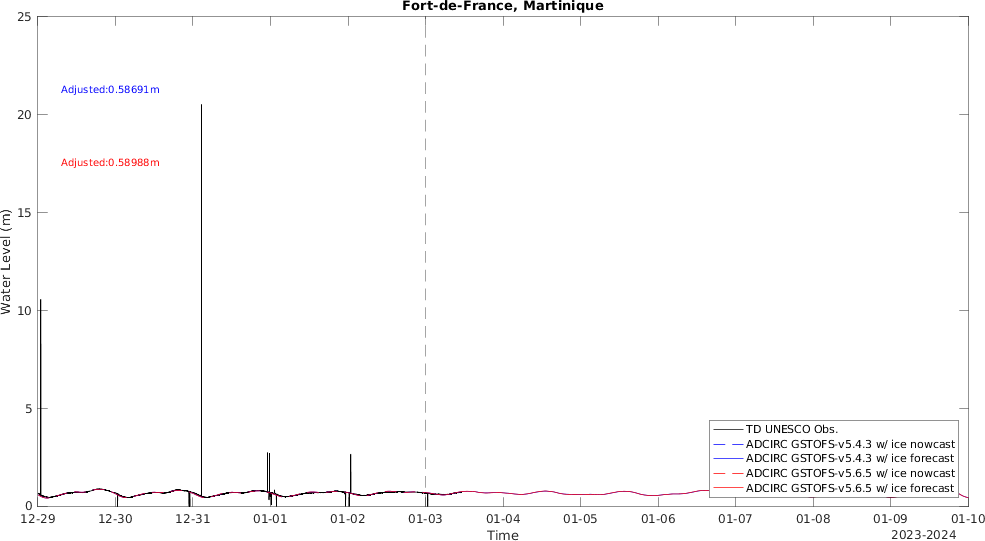 Fort-de-France, Martinique
25
20
15
10
5
0
Water Level (m)
Adjusted:0.58691m
Adjusted:0.58988m
TD UNESCO Obs.
ADCIRC GSTOFS-v5.4.3 w/ ice nowcast
ADCIRC GSTOFS-v5.4.3 w/ ice forecast
ADCIRC GSTOFS-v5.6.5 w/ ice nowcast
ADCIRC GSTOFS-v5.6.5 w/ ice forecast
12-29 12-30 12-31 01-01 01-02 01-03 01-04 01-05 01-06 01-07 01-08 01-09 01-10
Time
2023-2024